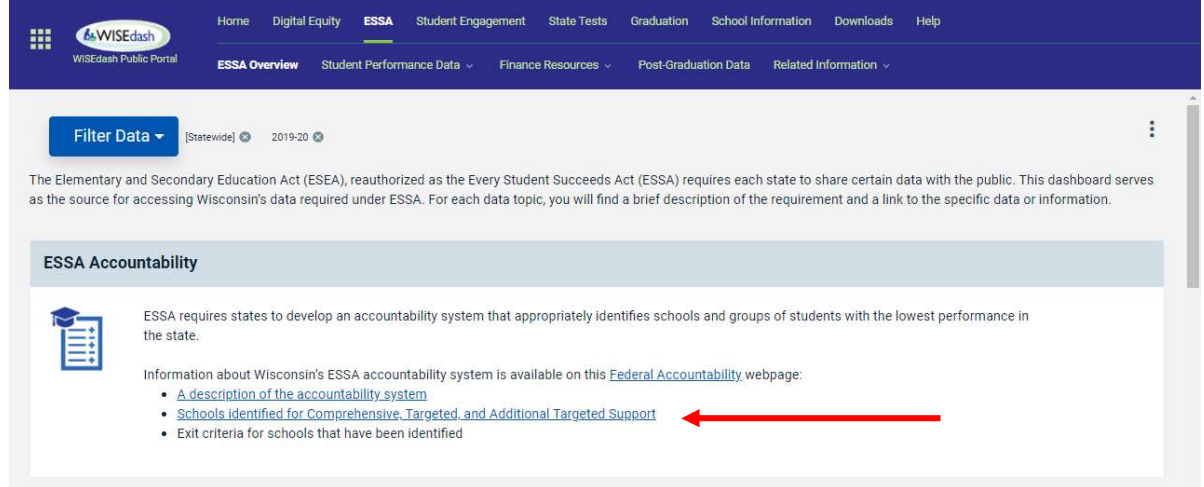 WISEdash
WISEdash Public Portal
Home Digital Equity ESSA Student Engagement State Tests Graduation School Information Downloads Help
ESSA Overview Student Performance Data Finance Resources Post-Graduation Data Related Information
Filter Data [Statewide] 2019-20
The Elementary and Secondary Education Act (ESEA), reauthorized as the Every Student Succeeds Act (ESSA) requires each state to share certain data with the public. This dashboard serves
as the source for accessing Wisconsin's data required under ESSA. For each data topic, you will find a brief description of the requirement and a link to the specific data or information.
ESSA Accountability
ESSA requires states to develop an accountability system that appropriately identifies schools and groups of students with the lowest performance in
the state.
Information about Wisconsin's ESSA accountability system is available on this Federal Accountability webpage:
• A description of the accountability system
• Schools identified for Comprehensive, Targeted, and Additional Targeted Support
• Exit criteria for schools that have been identified